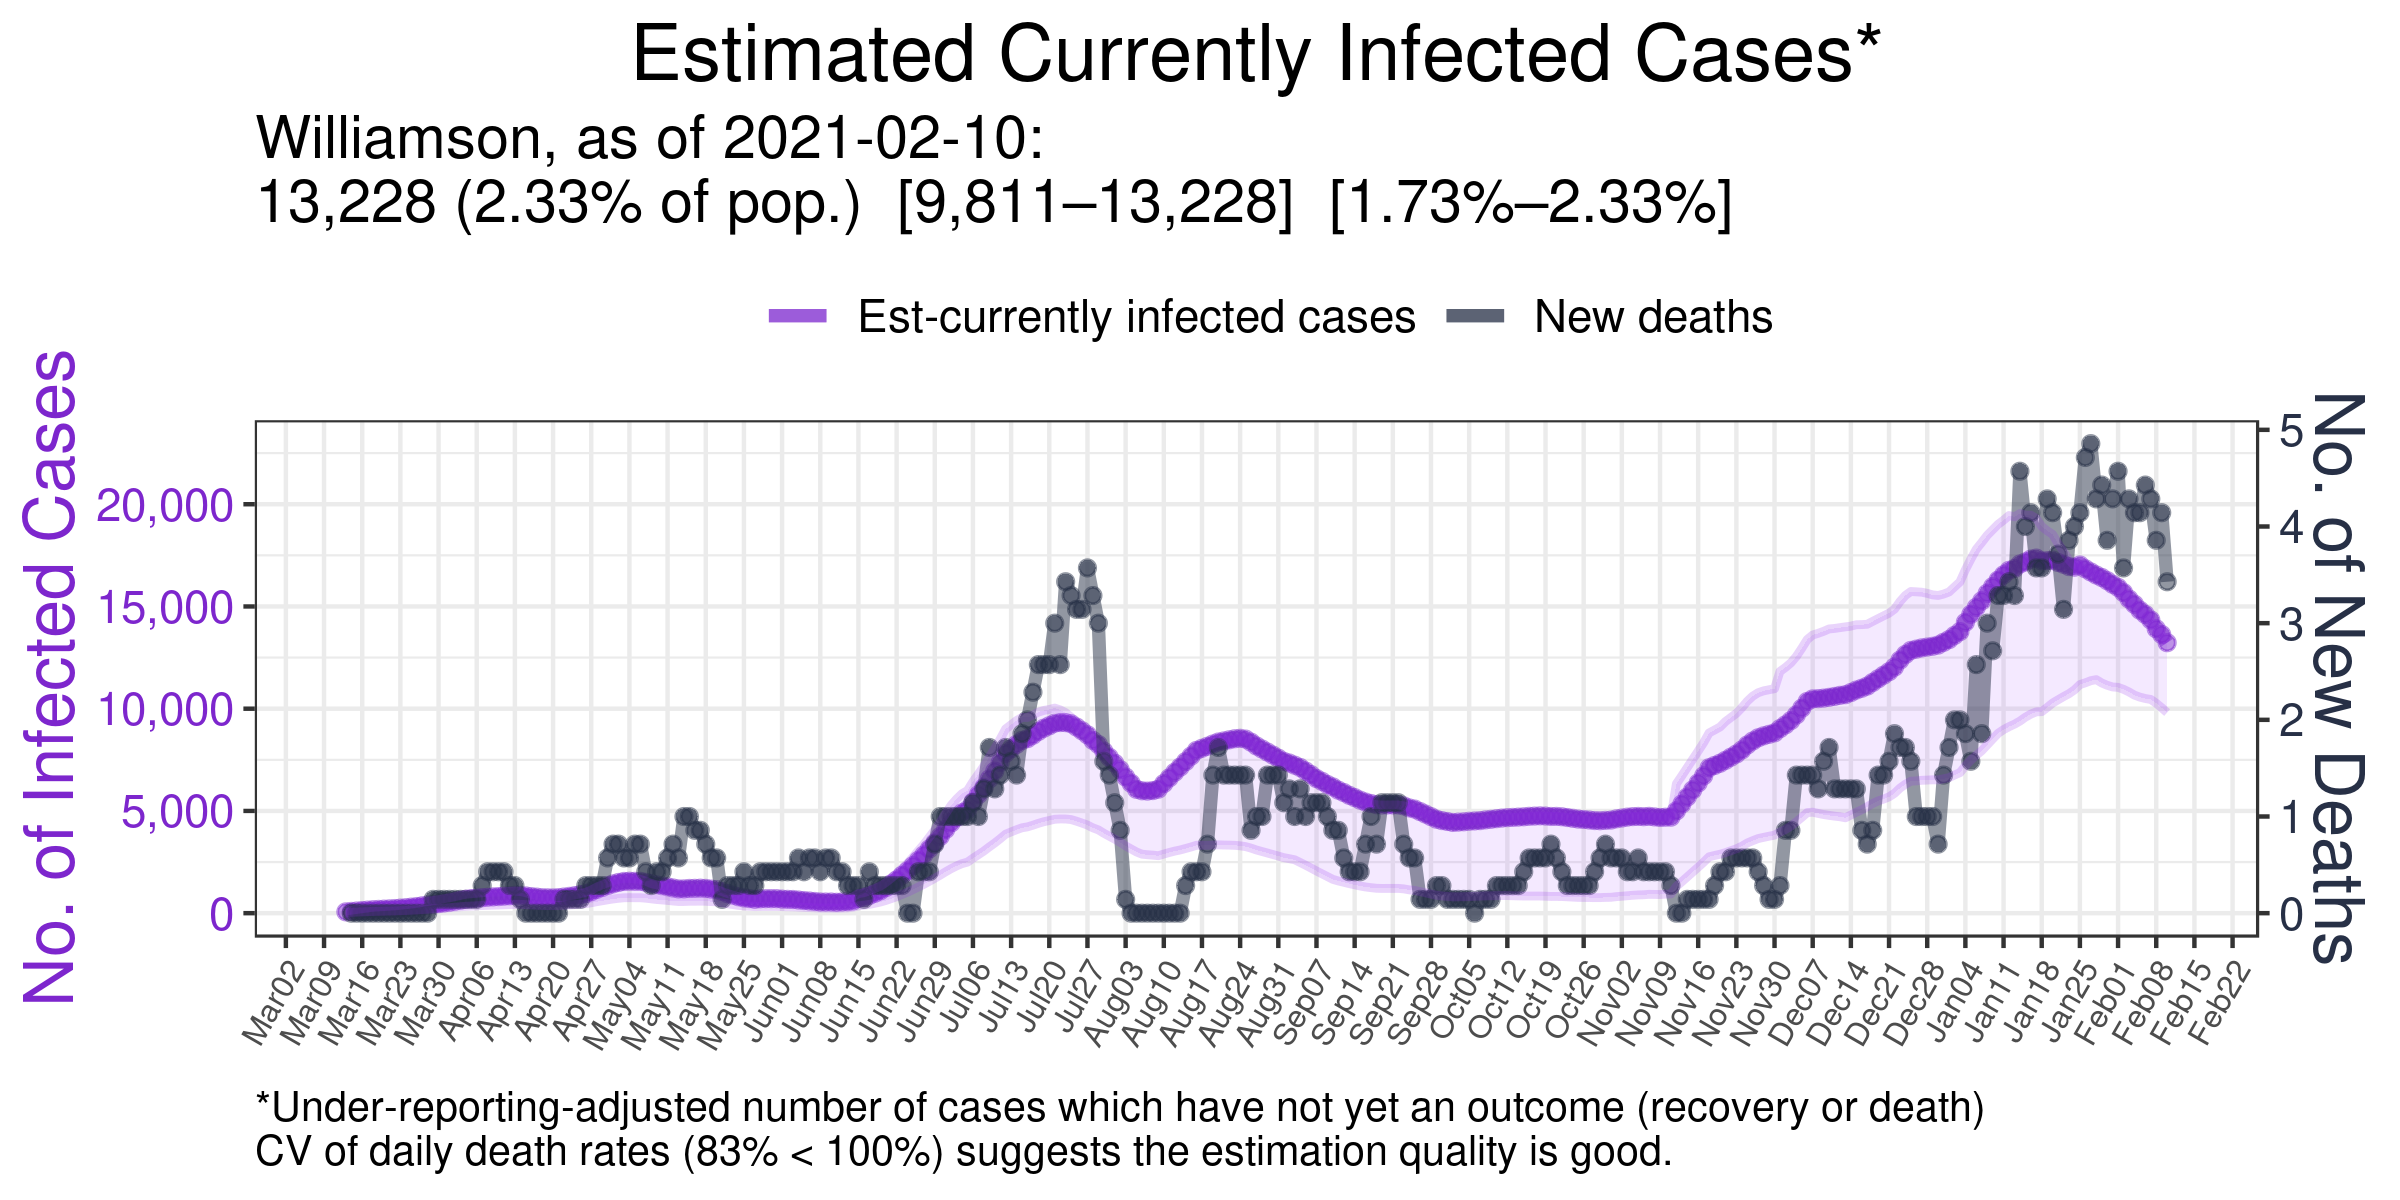 Estimated Currently Infected Cases*
Williamson, as of 2021-02-10:
13,228 (2.33% of pop.) [9,811–13,228] [1.73%–2.33%]
Est-currently infected cases
New deaths
No. of Infected Cases
20,000
15,000
10,000
5,000
0
No. of New Deaths
5
4
3
2
1
0
Mar02
Mar09
Mar16
Mar23
Mar30
Apr06
Apr13
Apr20
Apr27
May04
May11
May18
May25
Jun01
Jun08
Jun15
Jun22
Jun29
Jul06
Jul13
Jul20
Jul27
Aug03
Aug10
Aug17
Aug24
Aug31
Sep07
Sep14
Sep21
Sep28
Oct05
Oct12
Oct19
Oct26
Nov02
Nov09
Nov16
Nov23
Nov30
Dec07
Dec14
Dec21
Dec28
Jan04
Jan11
Jan18
Jan25
Feb01
Feb08
Feb15
Feb22
*Under-reporting-adjusted number of cases which have not yet an outcome (recovery or death)
CV of daily death rates (83% < 100%) suggests the estimation quality is good.